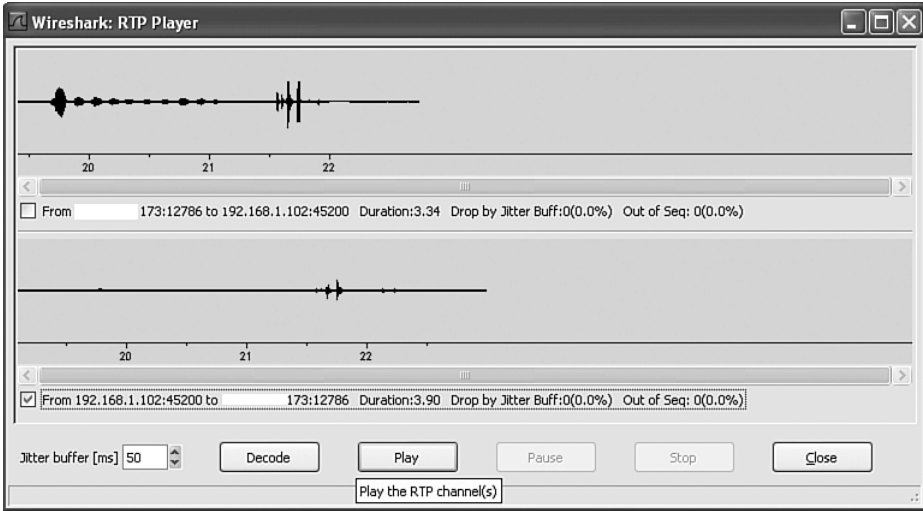 Wireshark: RTP Player
20 21 22
From 173:12786 to 192.168.1.102:45200 Duration:3.34 Drop by Jitter Buff:0(0.0%) Out of Seq: 0(0.0%)
20 21 22
From 192.168.1.102:45200 to 173:12786 Duration:3.90 Drop by Jitter Buff:0(0.0%) Out of Seq: 0(0.0%)
Jitter buffer [ms] 50 Decode Play Pause Stop Close
Play the RTP channel(s)